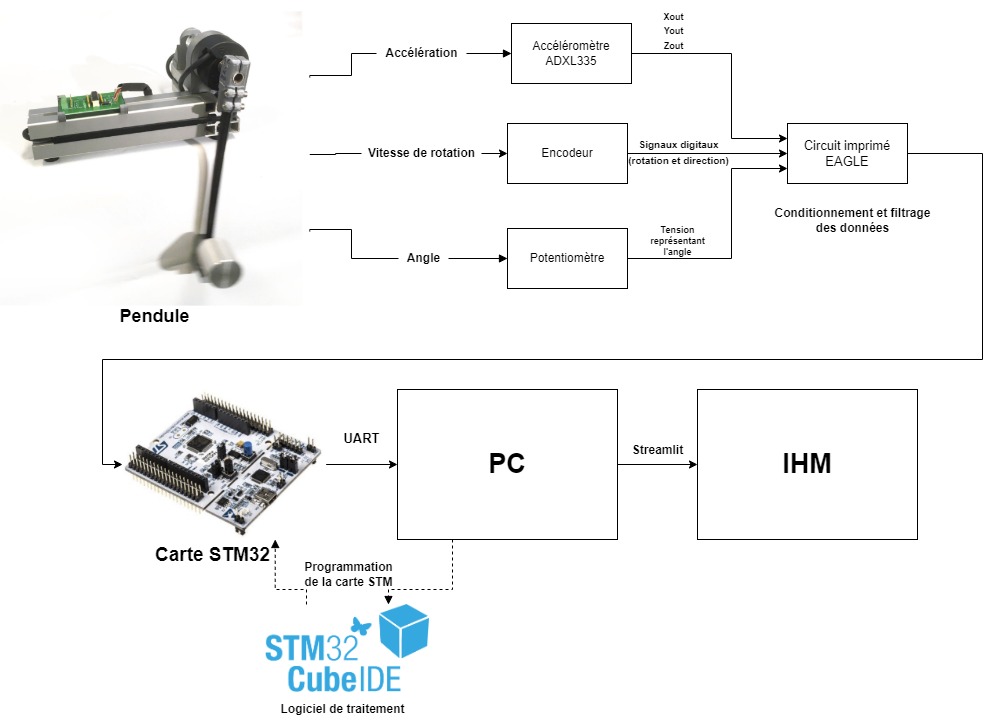 Xout
Yout
Zout
Accélération
Accéléromètre
ADXL335
Vitesse de rotation
Encodeur
Signaux digitaux
(rotation et direction)
Circuit imprimé
EAGLE
Conditionnement et filtrage
des données
Angle
Potentiomètre
Tension
représentant
l'angle
Pendule
UART
PC
Streamlit
IHM
Carte STM32
Programmation
de la carte STM
STM32
CubeIDE
Logiciel de traitement